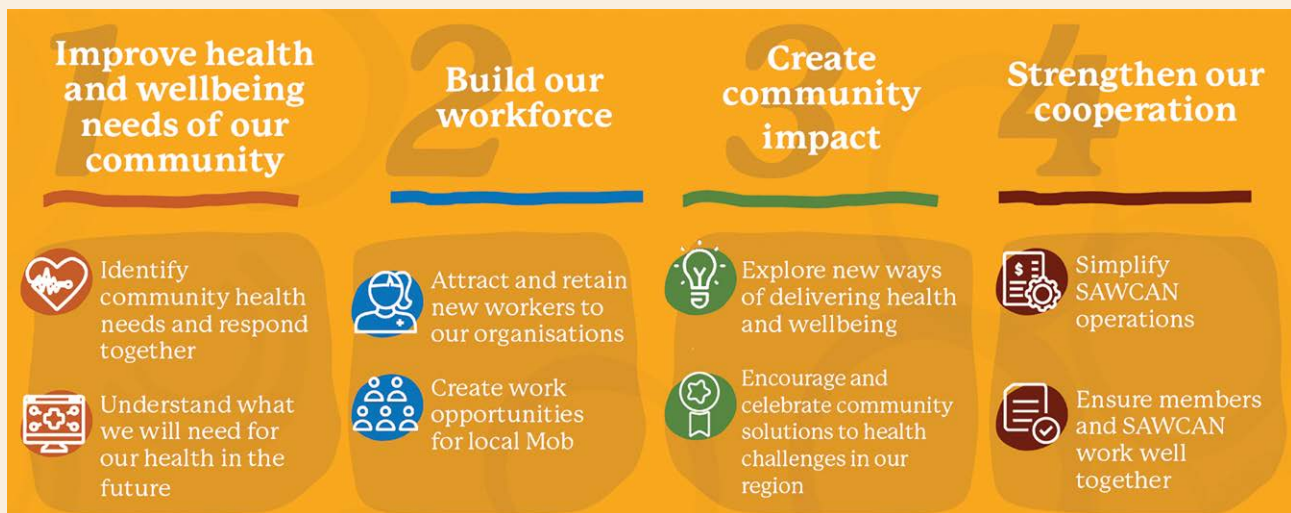 1
Improve health
and wellbeing
needs of our
community
Identify
community health
needs and respond
together
Understand what
we will need for
our health in the
future
2
Build our
workforce
Attract and retain
new workers to
our organisations
Create work
opportunities
for local Mob
3
Create
community
impact
Explore new ways
of delivering health
and wellbeing
Encourage and
celebrate community
solutions to health
challenges in our
region
4
Strengthen our
cooperation
$
Simplify
SAWCAN
operations
Ensure members
and SAWCAN
work well
together